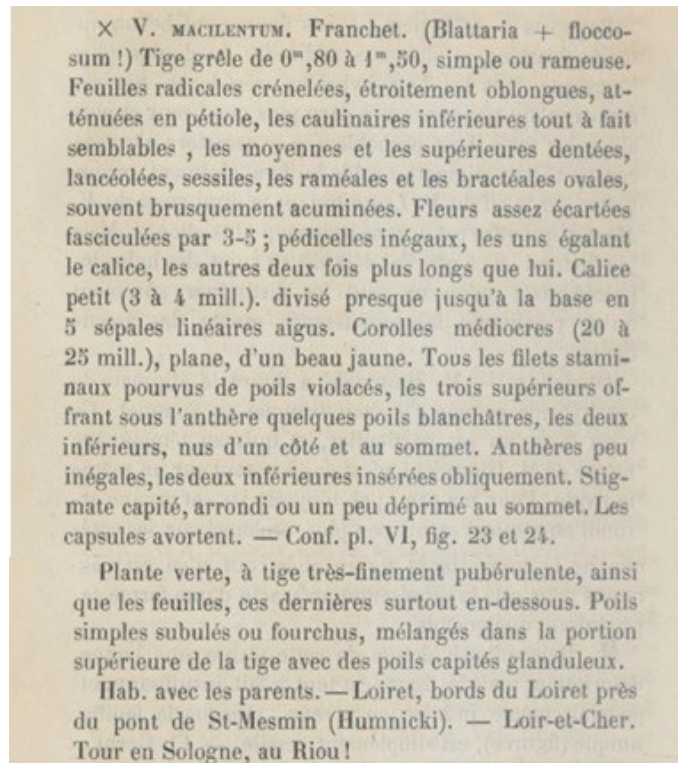 × V. MACILENTUM. Franchet. (Blattaria + flocco-
sum !) Tige grêle de 0ᵐ,80 à 1ᵐ,50, simple ou rameuse.
Feuilles radicales crénelées, étroitement oblongues, at-
ténuées en pétiole, les caulinaires inférieures tout à fait
semblables , les moyennes et les supérieures dentées,
lancéolées, sessiles, les raméales et les bractéales ovales,
souvent brusquement acuminées. Fleurs assez écartées
fasciculées par 3-5 ; pédicelles inégaux, les uns égalant
le calice, les autres deux fois plus longs que lui. Calice
petit (3 à 4 mill.). divisé presque jusqu'à la base en
5 sépales linéaires aigus. Corolles médiocres (20 à
25 mill.), plane, d'un beau jaune. Tous les filets stami-
naux pourvus de poils violacés, les trois supérieurs of-
frant sous l'anthère quelques poils blanchâtres, les deux
inférieurs, nus d'un côté et au sommet. Anthères peu
inégales, les deux inférieures insérées obliquement. Stig-
mate capité, arrondi ou un peu déprimé au sommet. Les
capsules avortent. — Conf. pl. VI, fig. 23 et 24.
Plante verte, à tige très-finement pubérulente, ainsi
que les feuilles, ces dernières surtout en-dessous. Poils
simples subulés ou fourchus, mélangés dans la portion
supérieure de la tige avec des poils capités glanduleux.
Hab. avec les parents. — Loiret, bords du Loiret près
du pont de St-Mesmin (Humnicki). — Loir-et-Cher.
Tour en Sologne, au Riou !